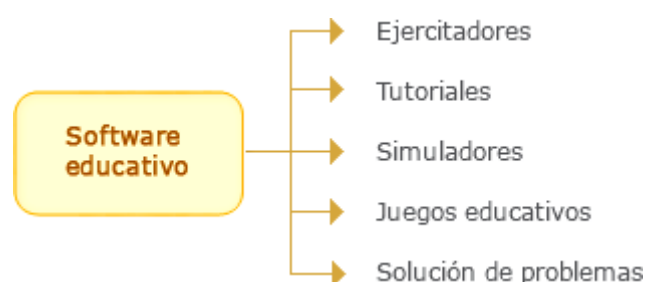 Software
educativo
Ejercitadores
Tutoriales
Simuladores
Juegos educativos
Solución de problemas